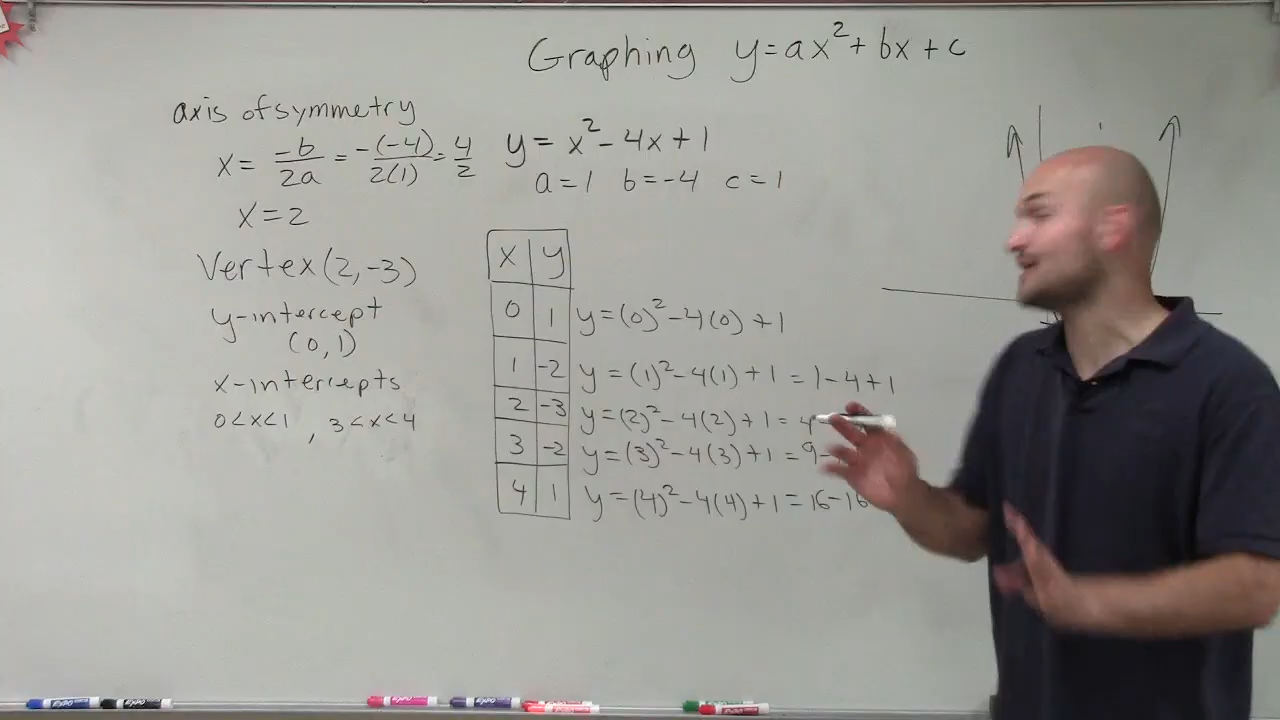 Graphing y=ax²+bx+c
axis of symmetry
x= -b/2a = -(-4)/2(1) = 4/2
x=2
Vertex(2,-3)
y-intercept
(0,1)
x-intercepts
0<x<1 , 3<x<4
y=x²-4x+1
a=1 b=-4 c=1
x y
0 1 y=(0)²-4(0)+1
1 -2 y=(1)²-4(1)+1=1-4+1
2 -3 y=(2)²-4(2)+1=4
3 -2 y=(3)²-4(3)+1=9-
4 1 y=(4)²-4(4)+1=16-16